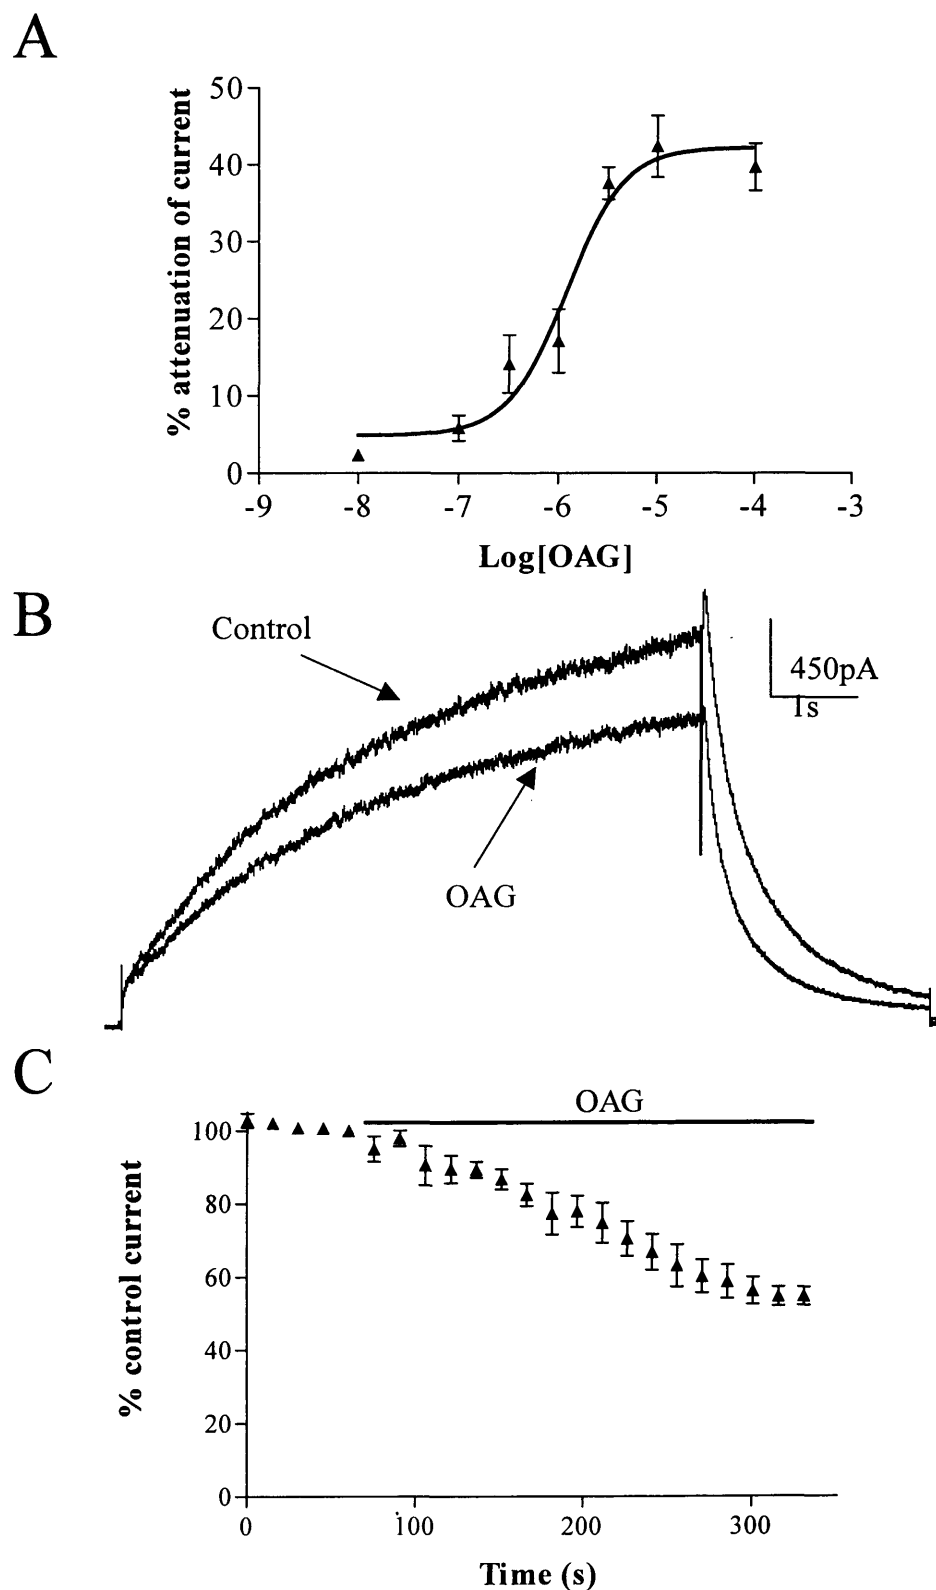 A
50
40
30
20
10
0
% attenuation of current
-9 -8 -7 -6 -5 -4 -3
Log[OAG]
B
Control
OAG
450pA
1s
C
OAG
100
80
60
40
20
0
% control current
0 100 200 300
Time (s)